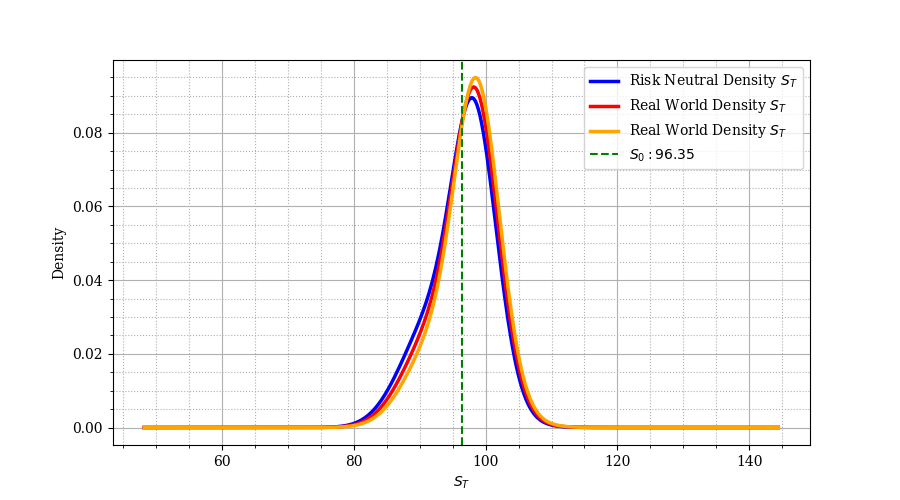 Risk Neutral Density S_T
Real World Density S_T
Real World Density S_T
S_0 : 96.35
Density
0.08
0.06
0.04
0.02
0.00
60 80 100 120 140
S_T